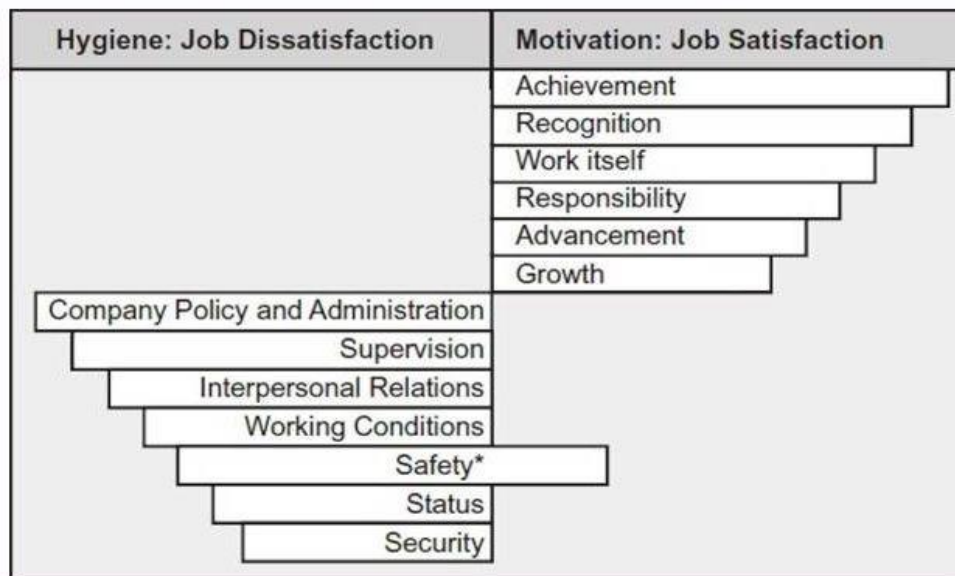 Hygiene: Job Dissatisfaction
Motivation: Job Satisfaction
Achievement
Recognition
Work itself
Responsibility
Advancement
Growth
Company Policy and Administration
Supervision
Interpersonal Relations
Working Conditions
Safety*
Status
Security